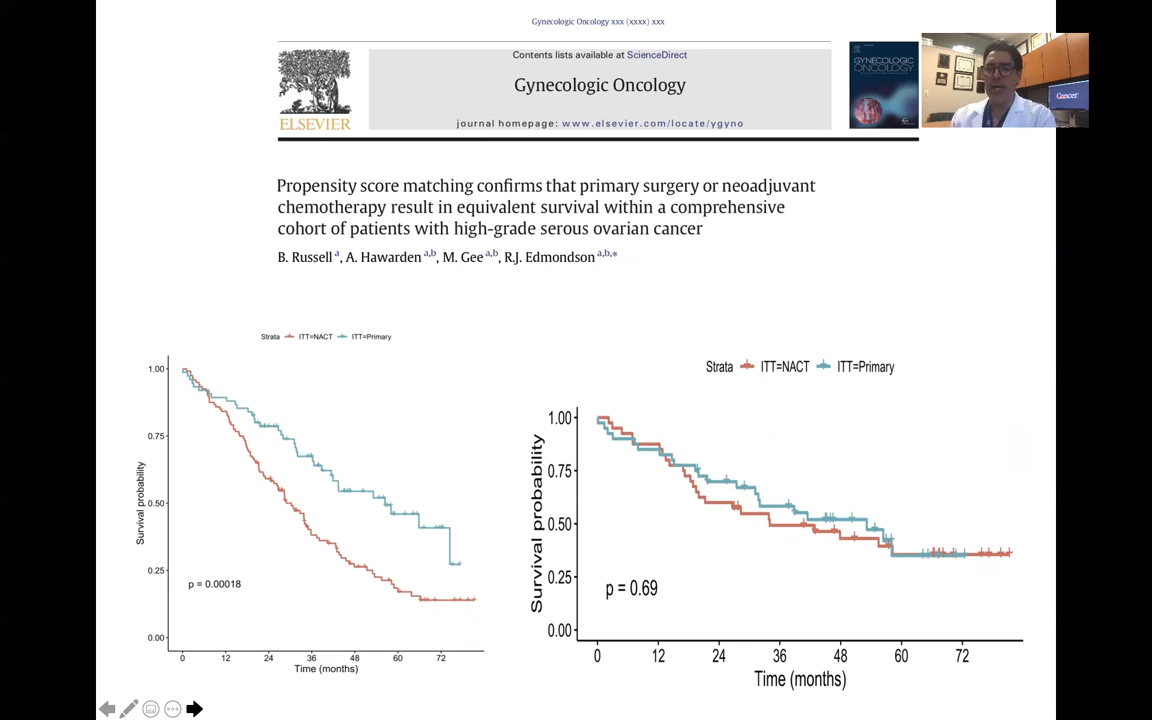 Gynecologic Oncology xxx (xxxx) xxx
Contents lists available at ScienceDirect
Gynecologic Oncology
journal homepage: www.elsevier.com/locate/ygyno
ELSEVIER
GYNECOLOGIC
ONCOLOGY
Cancer
Propensity score matching confirms that primary surgery or neoadjuvant
chemotherapy result in equivalent survival within a comprehensive
cohort of patients with high-grade serous ovarian cancer
B. Russell a, A. Hawarden a,b, M. Gee a,b, R.J. Edmondson a,b,*
Strata ITT=NACT ITT=Primary
1.00
0.75
0.50
0.25
0.00
Survival probability
p = 0.00018
0 12 24 36 48 60 72
Time (months)
Strata ITT=NACT ITT=Primary
1.00
0.75
0.50
0.25
0.00
Survival probability
p = 0.69
0 12 24 36 48 60 72
Time (months)